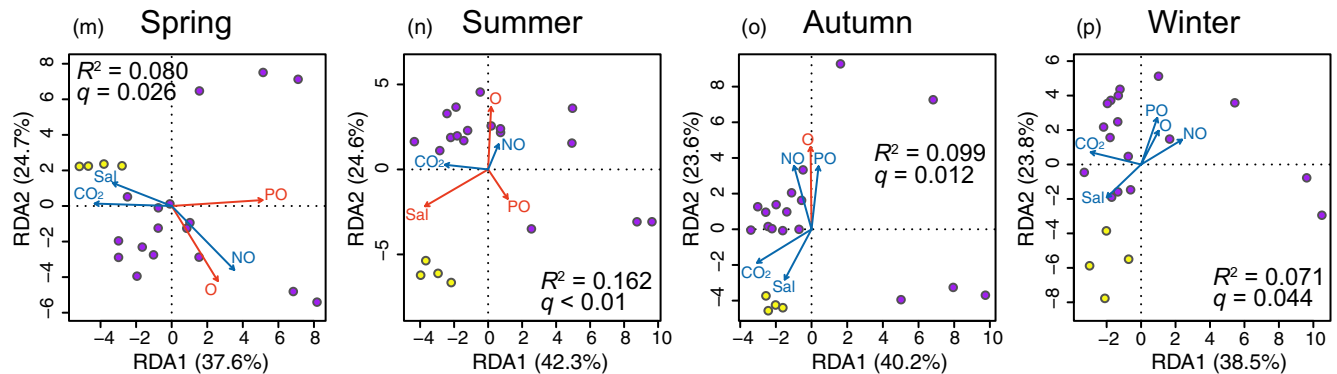 (m) Spring
R² = 0.080
q = 0.026
Sal
CO₂
PO
NO
O
8
6
4
2
0
−2
−4
−6
−4 −2 0 2 4 6 8
RDA2 (24.7%)
RDA1 (37.6%)
(n) Summer
O
NO
CO₂
Sal
PO
R² = 0.162
q < 0.01
5
0
−5
−4 −2 0 2 4 6 8 10
RDA2 (24.6%)
RDA1 (42.3%)
(o) Autumn
O
NO PO
R² = 0.099
q = 0.012
CO₂
Sal
8
6
4
2
0
−2
−4
−4 −2 0 2 4 6 8 10
RDA2 (23.6%)
RDA1 (40.2%)
(p) Winter
PO
O
NO
CO₂
Sal
R² = 0.071
q = 0.044
6
4
2
0
−2
−4
−6
−8
−4 −2 0 2 4 6 8 10
RDA2 (23.8%)
RDA1 (38.5%)